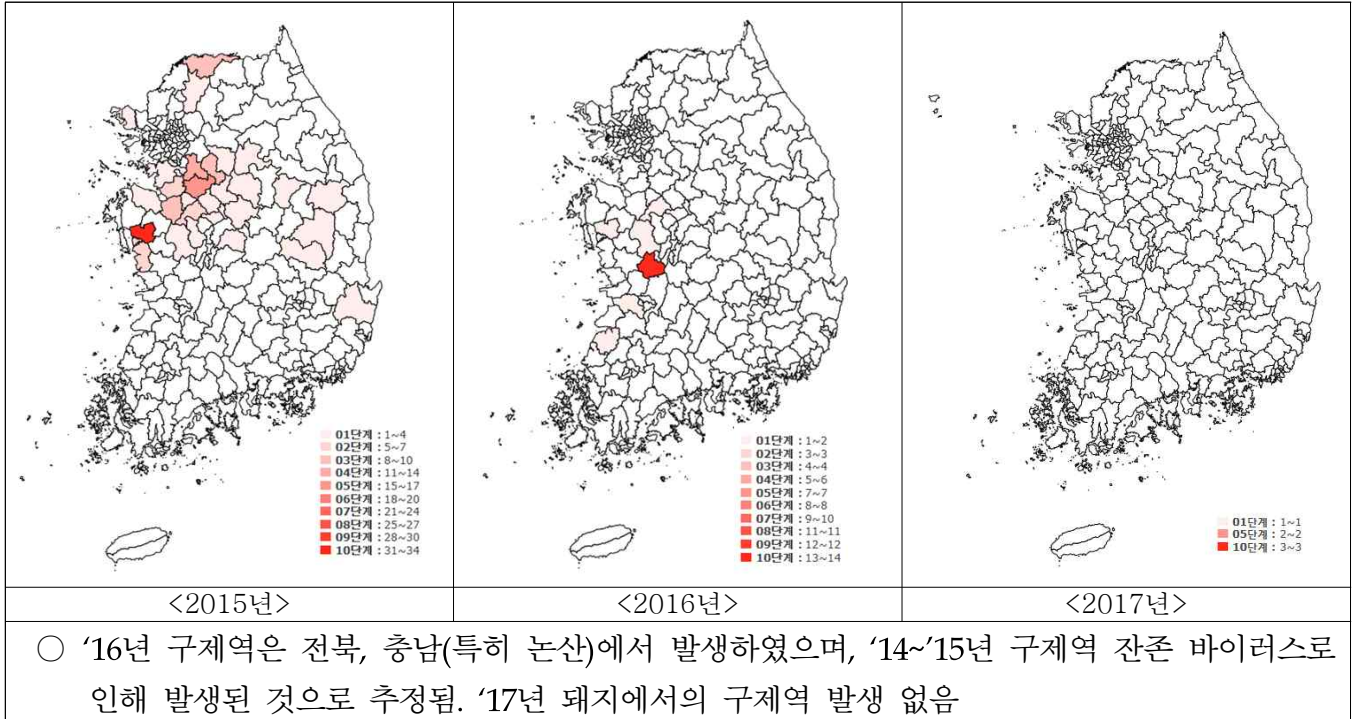 01단계 : 1~4
02단계 : 5~7
03단계 : 8~10
04단계 : 11~14
05단계 : 15~17
06단계 : 18~20
07단계 : 21~24
08단계 : 25~27
09단계 : 28~30
10단계 : 31~34
01단계 : 1~2
02단계 : 3~3
03단계 : 4~4
04단계 : 5~6
05단계 : 7~7
06단계 : 8~8
07단계 : 9~10
08단계 : 11~11
09단계 : 12~12
10단계 : 13~14
01단계 : 1~1
05단계 : 2~2
10단계 : 3~3
<2015년>
<2016년>
<2017년>
○ ‘16년 구제역은 전북, 충남(특히 논산)에서 발생하였으며, ‘14~’15년 구제역 잔존 바이러스로
인해 발생된 것으로 추정됨. ‘17년 돼지에서의 구제역 발생 없음